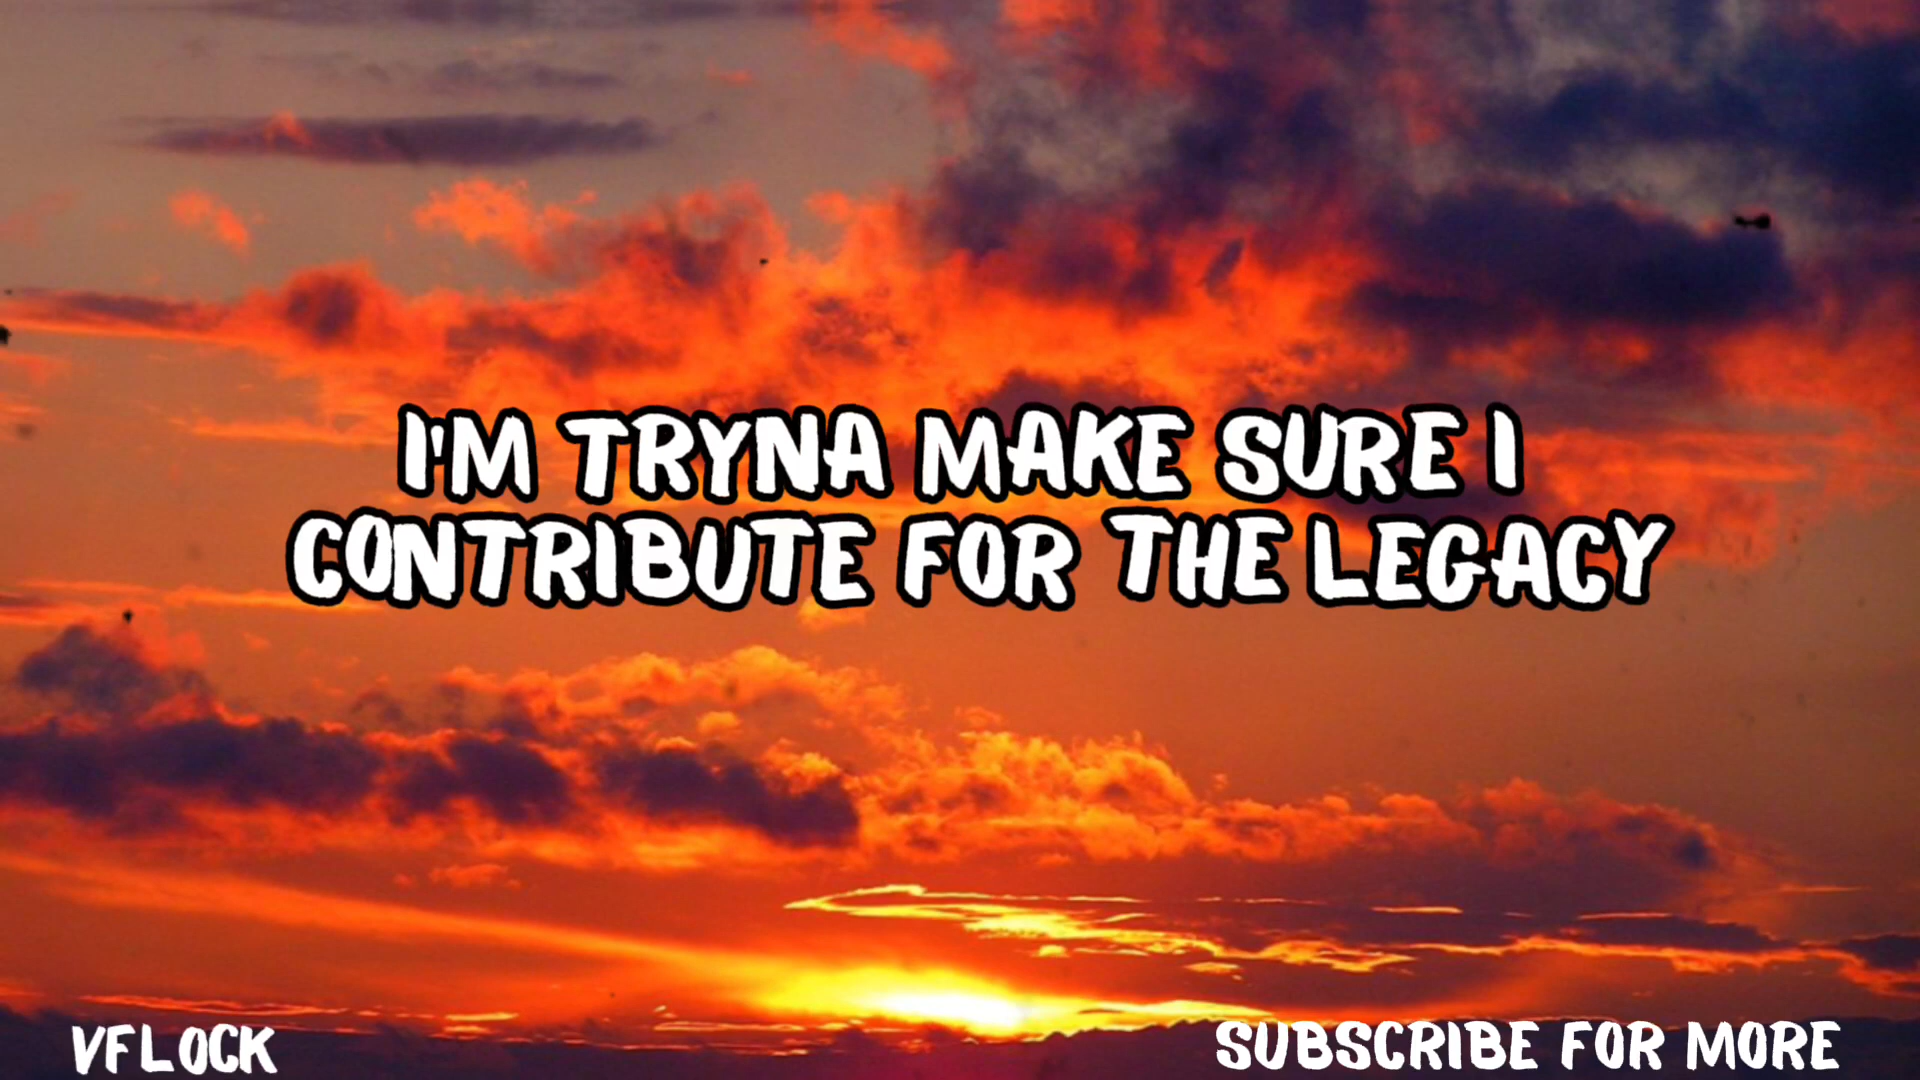 I'M TRYNA MAKE SURE I
CONTRIBUTE FOR THE LEGACY
VFLOCK
SUBSCRIBE FOR MORE